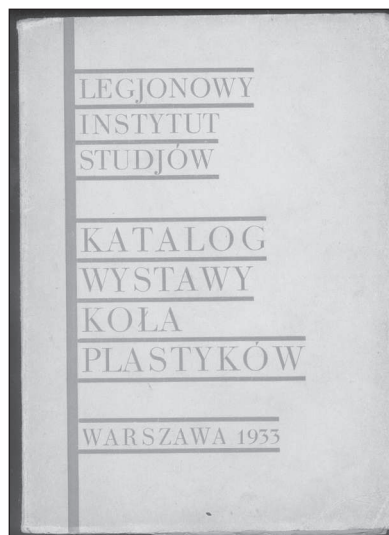 LEGJONOWY
INSTYTUT
STUDJÓW
KATALOG
WYSTAWY
KOŁA
PLASTYKÓW
WARSZAWA 1933